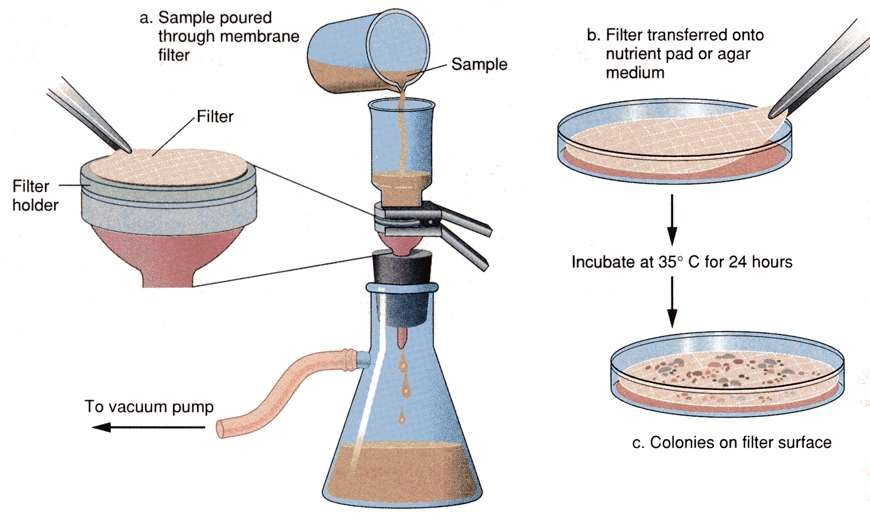 a. Sample poured
through membrane
filter
Sample
Filter
Filter
holder
To vacuum pump
b. Filter transferred onto
nutrient pad or agar
medium
Incubate at 35° C for 24 hours
c. Colonies on filter surface